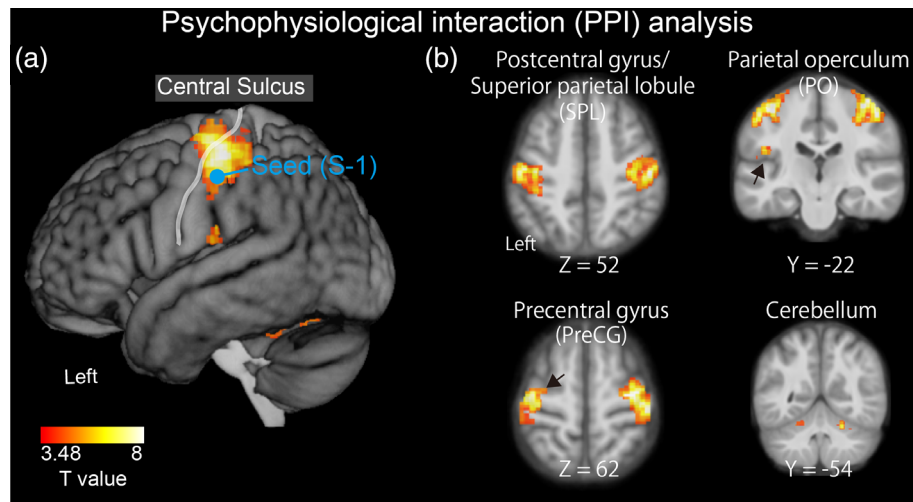 Psychophysiological interaction (PPI) analysis
(a)
Central Sulcus
Seed (S-1)
Left
3.48
8
T value
(b)
Postcentral gyrus/
Superior parietal lobule
(SPL)
Left
Z = 52
Parietal operculum
(PO)
Y = -22
Precentral gyrus
(PreCG)
Z = 62
Cerebellum
Y = -54